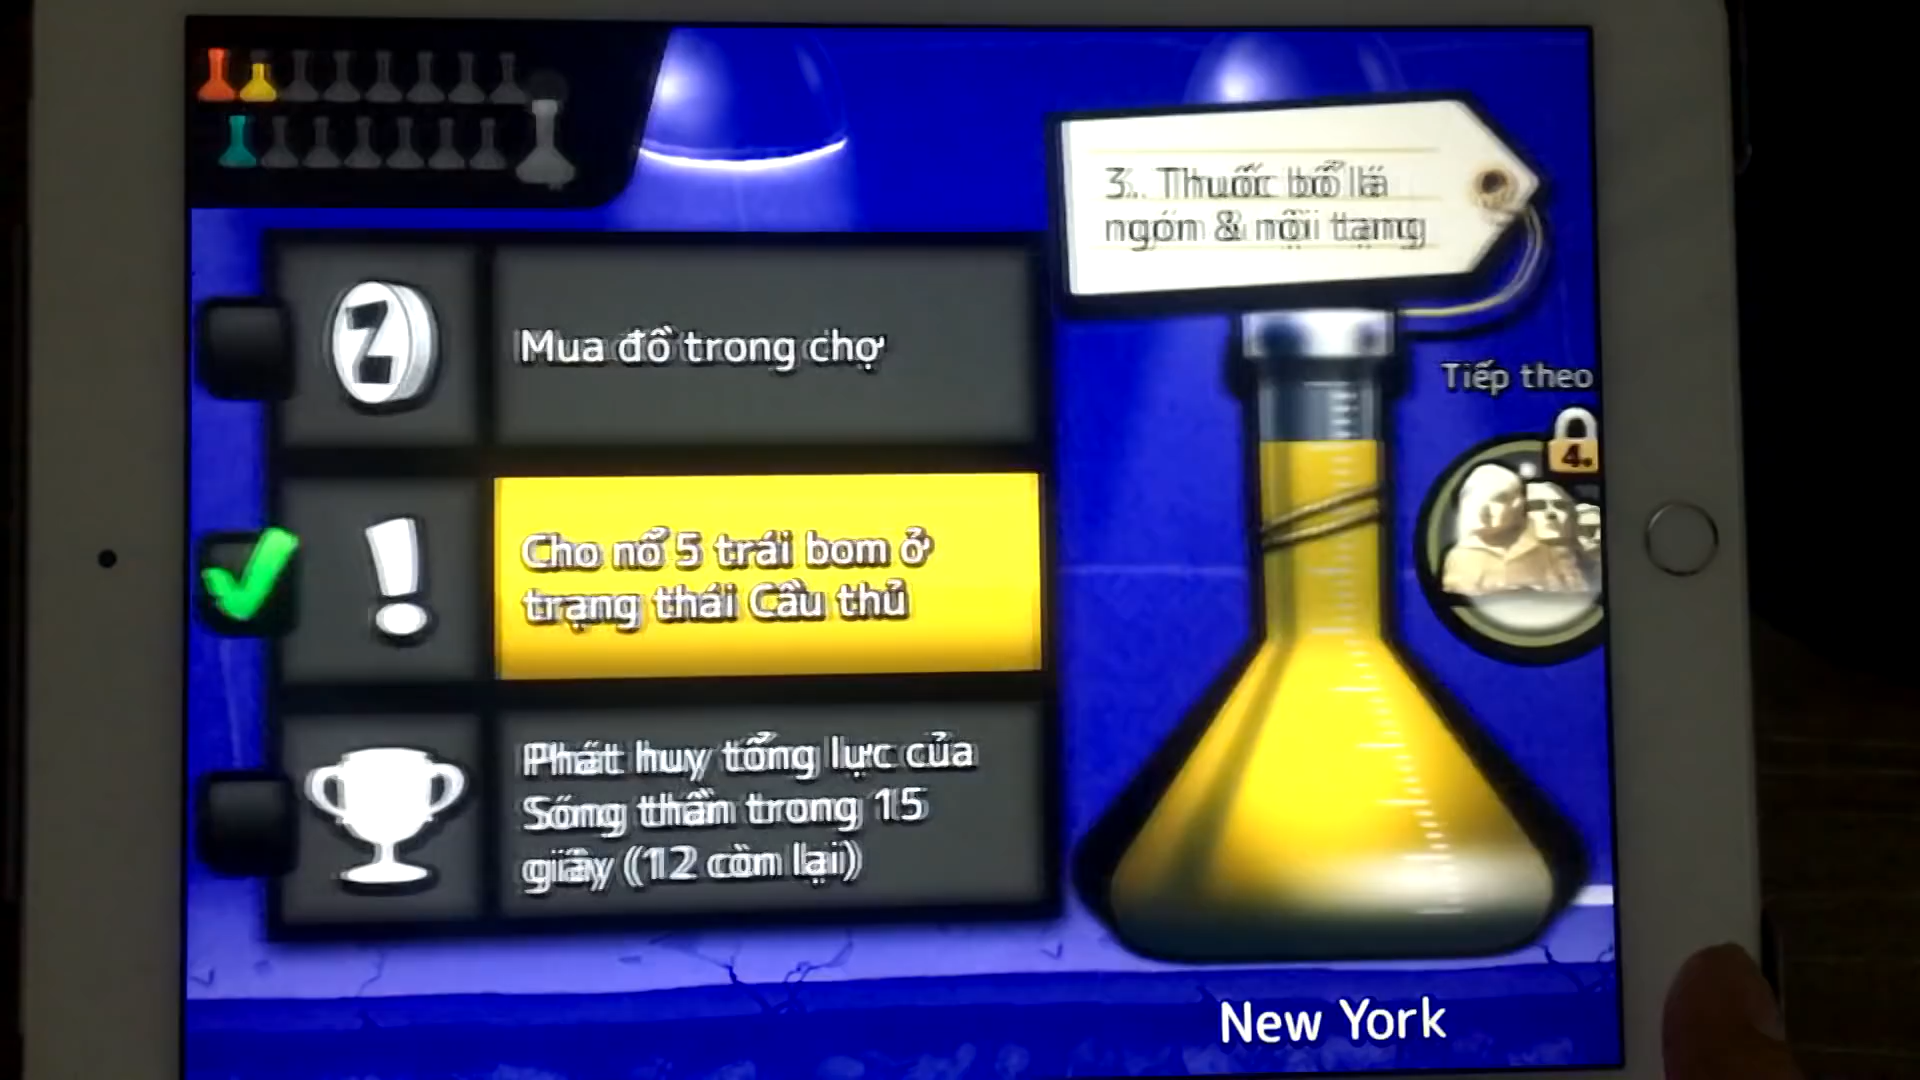 3. Thuốc bổ lá
ngón & nội tạng
Z
Mua đồ trong chợ
Tiếp theo
4.
Cho nổ 5 trái bom ở
trạng thái Cầu thủ
Phát huy tổng lực của
Sóng thần trong 15
giây (12 còn lại)
New York